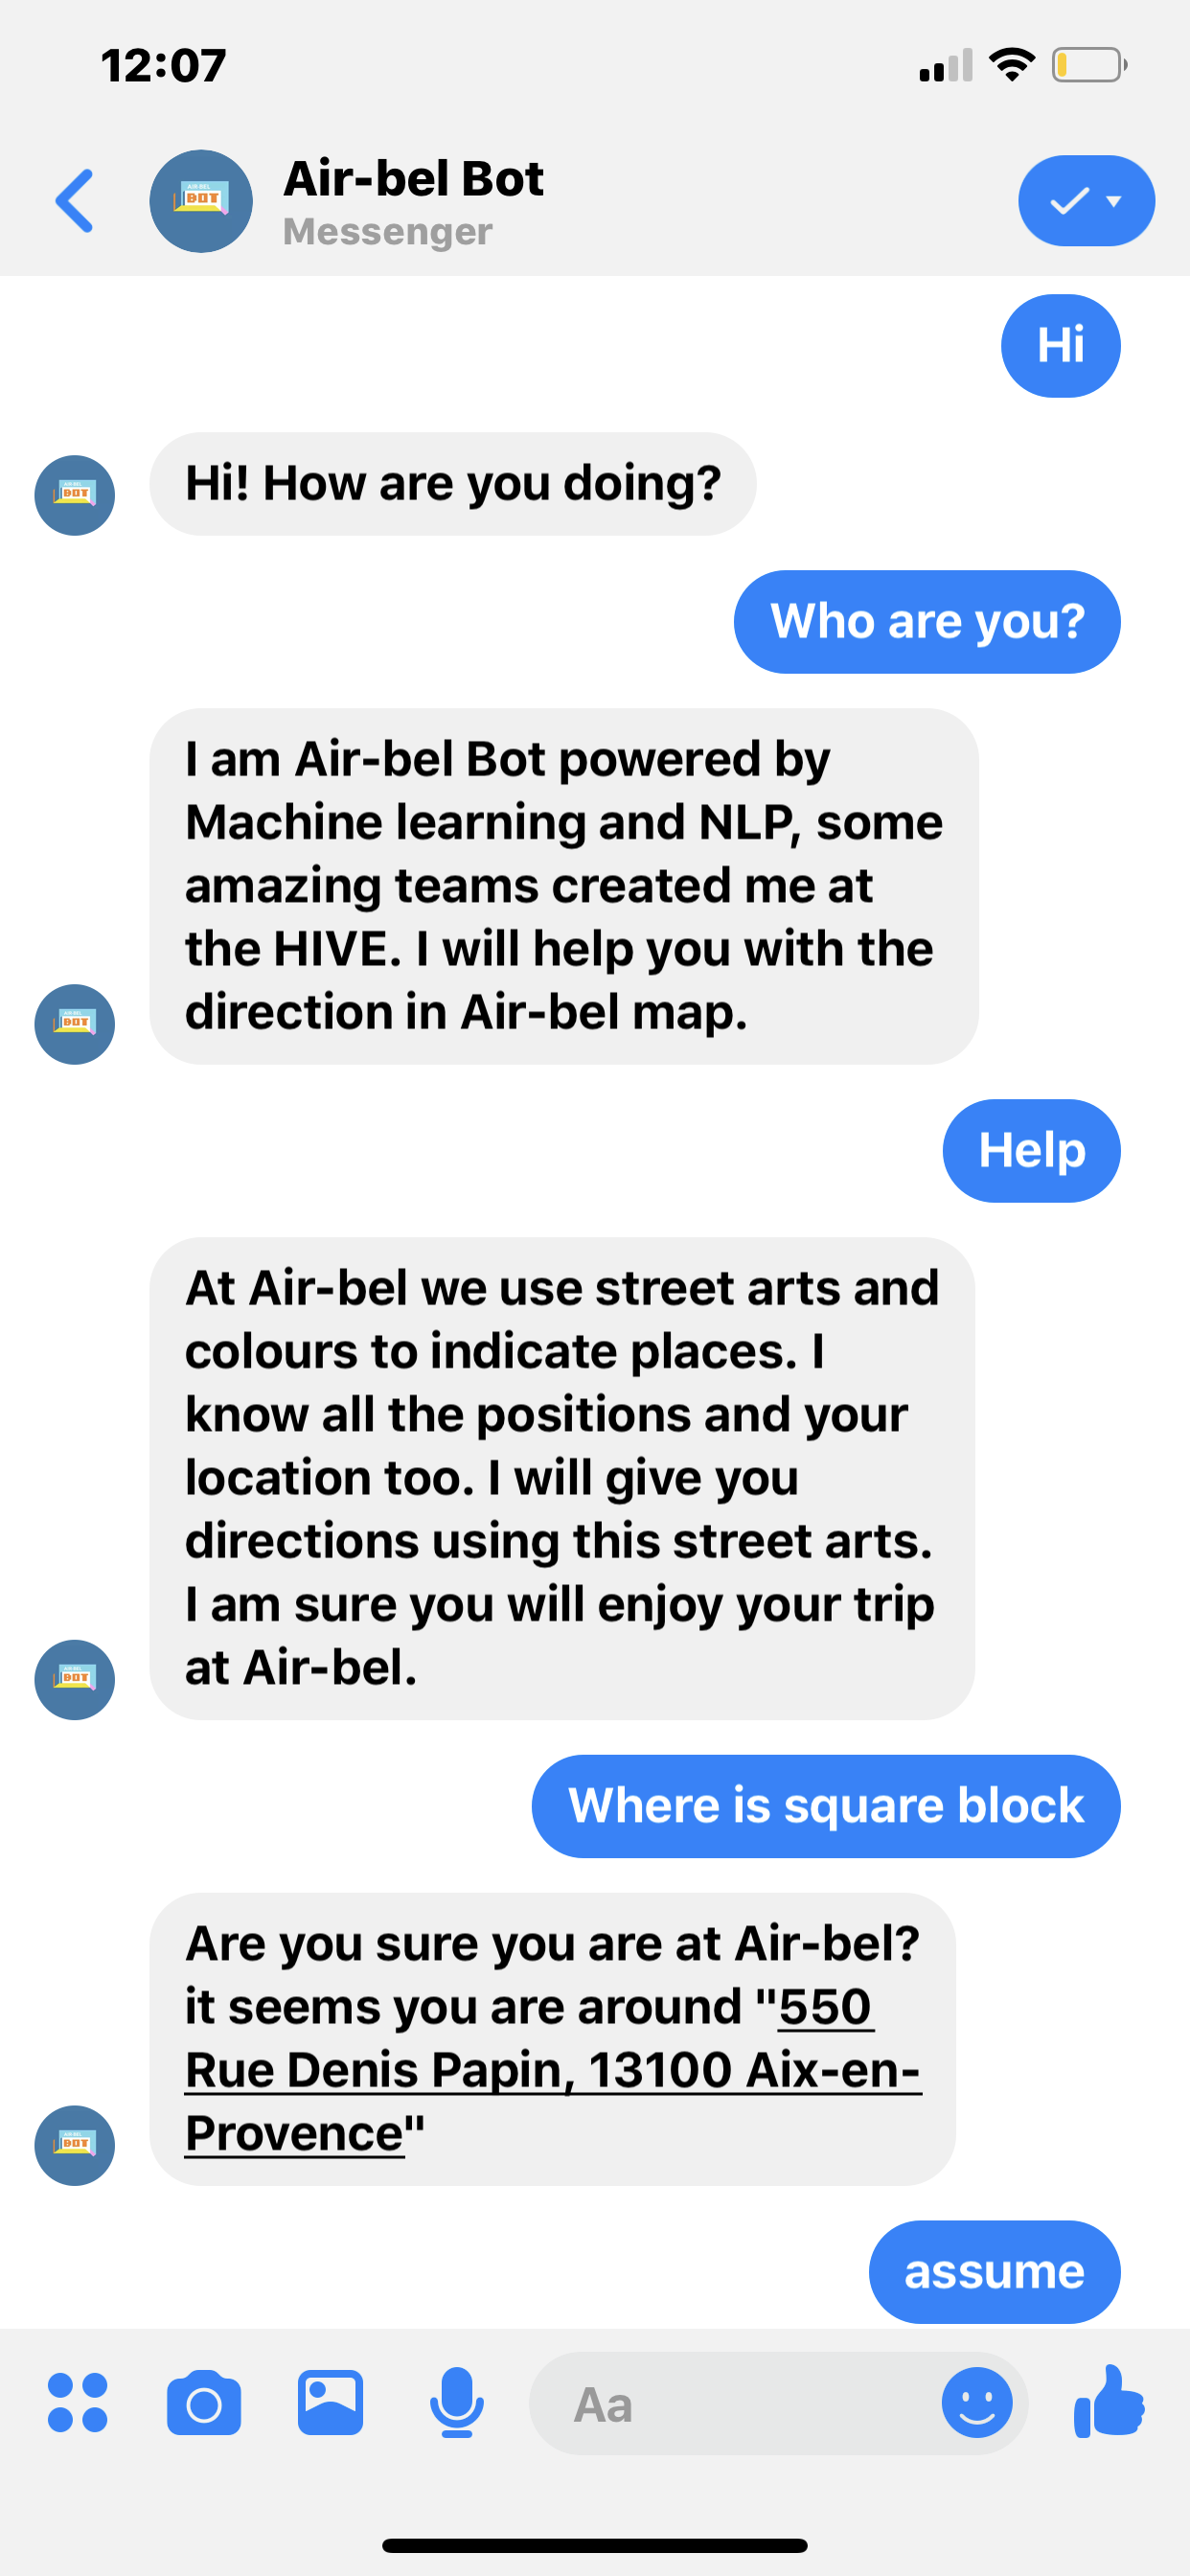 12:07
Air-bel Bot
Messenger
Hi
Hi! How are you doing?
Who are you?
I am Air-bel Bot powered by
Machine learning and NLP, some
amazing teams created me at
the HIVE. I will help you with the
direction in Air-bel map.
Help
At Air-bel we use street arts and
colours to indicate places. I
know all the positions and your
location too. I will give you
directions using this street arts.
I am sure you will enjoy your trip
at Air-bel.
Where is square block
Are you sure you are at Air-bel?
it seems you are around "550
Rue Denis Papin, 13100 Aix-en-
Provence"
assume
Aa